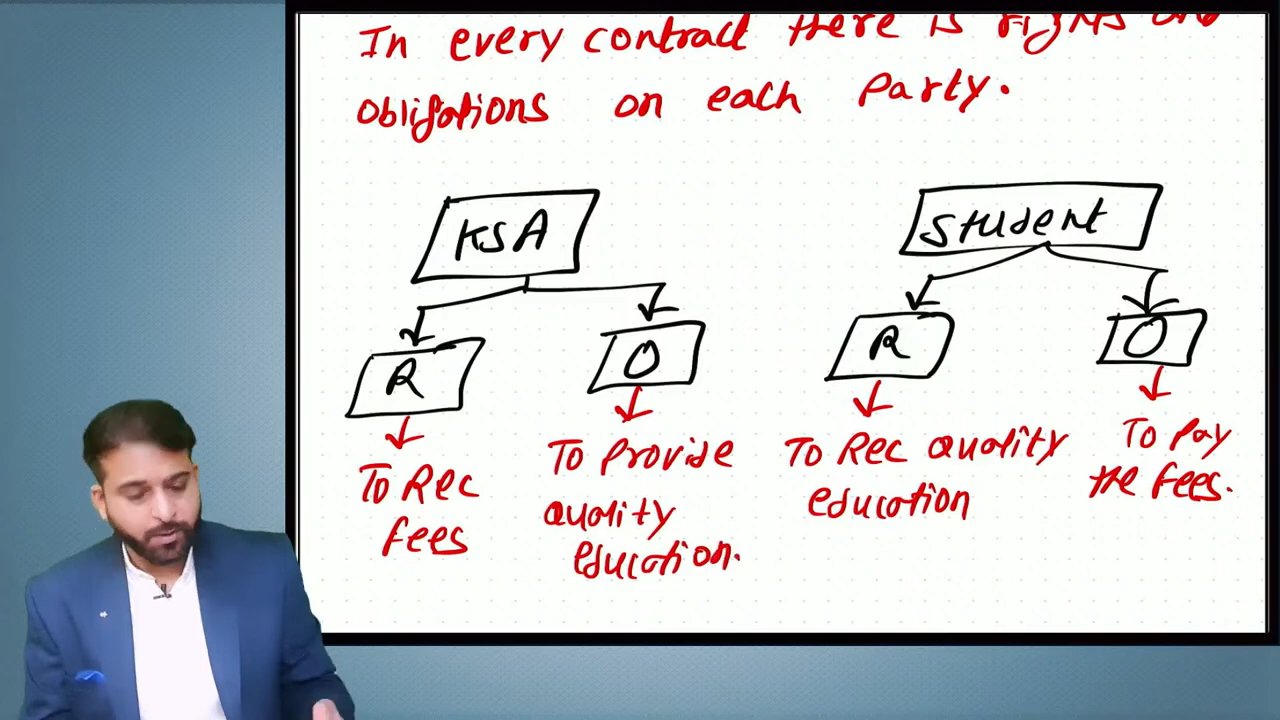 In every contract there is rights and
obligations on each party.
KSA
Student
R
O
R
O
To Rec
fees
To provide
quality
education.
To Rec quality
education
To pay
the fees.